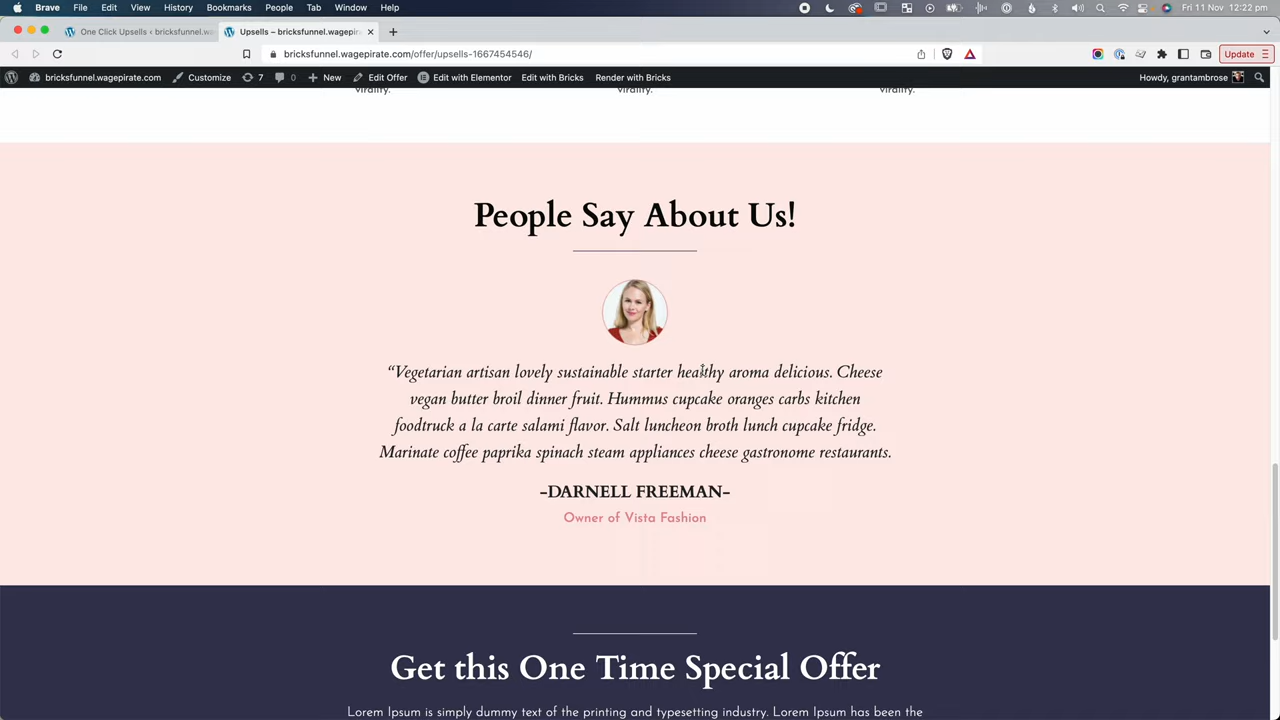 Brave File Edit View History Bookmarks People Tab Window Help Fri 11 Nov 12:22 pm
One Click Upsells ‹ bricksfunnel.wa Upsells – bricksfunnel.wagepirat
bricksfunnel.wagepirate.com/offer/upsells-1667454546/ Update
bricksfunnel.wagepirate.com Customize 7 0 New Edit Offer Edit with Elementor Edit with Bricks Render with Bricks Howdy, grantambrose
virality. virality. virality.
People Say About Us!
“Vegetarian artisan lovely sustainable starter healthy aroma delicious. Cheese
vegan butter broil dinner fruit. Hummus cupcake oranges carbs kitchen
foodtruck a la carte salami flavor. Salt luncheon broth lunch cupcake fridge.
Marinate coffee paprika spinach steam appliances cheese gastronome restaurants.
-DARNELL FREEMAN-
Owner of Vista Fashion
Get this One Time Special Offer
Lorem Ipsum is simply dummy text of the printing and typesetting industry. Lorem Ipsum has been the